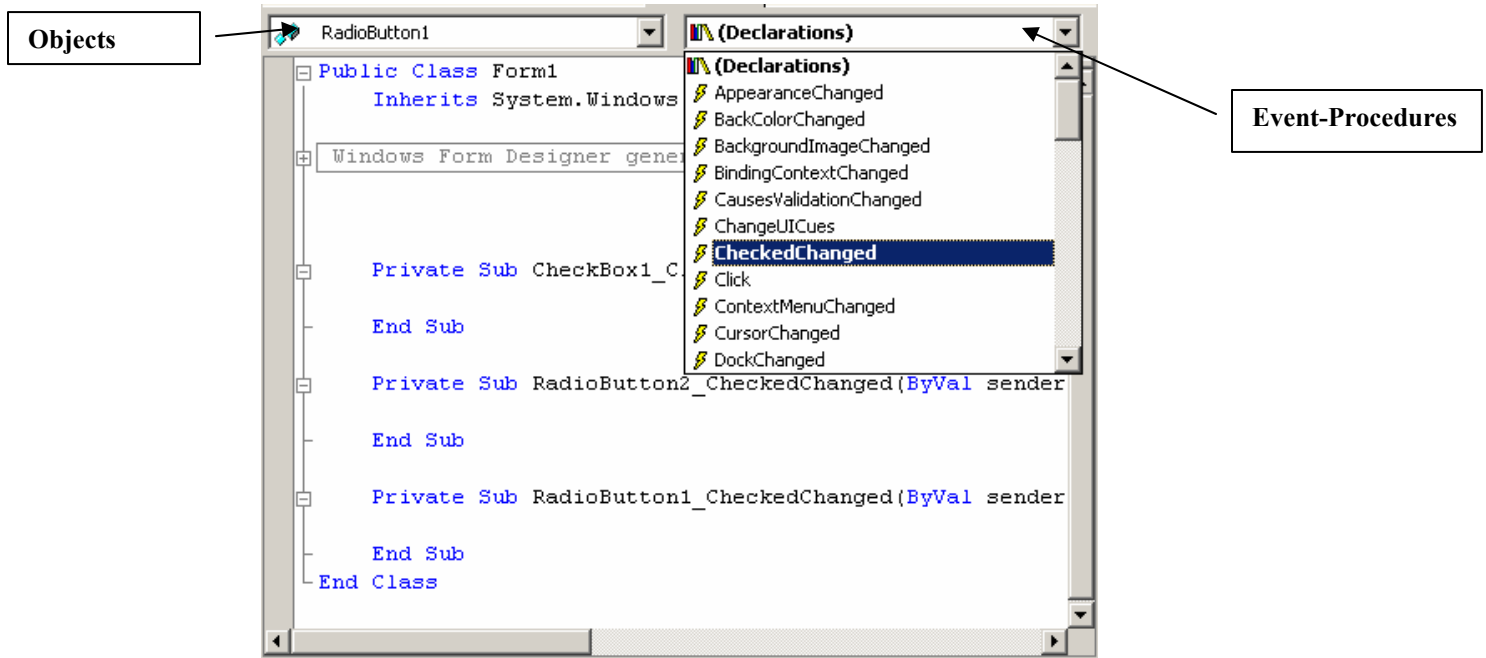 Objects
RadioButton1
(Declarations)
Event-Procedures
(Declarations)
AppearanceChanged
BackColorChanged
BackgroundImageChanged
BindingContextChanged
CausesValidationChanged
ChangeUICues
CheckedChanged
Click
ContextMenuChanged
CursorChanged
DockChanged
Public Class Form1
Inherits System.Windows
Windows Form Designer gene
Private Sub CheckBox1_C
End Sub
Private Sub RadioButton2_CheckedChanged(ByVal sender
End Sub
Private Sub RadioButton1_CheckedChanged(ByVal sender
End Sub
End Class